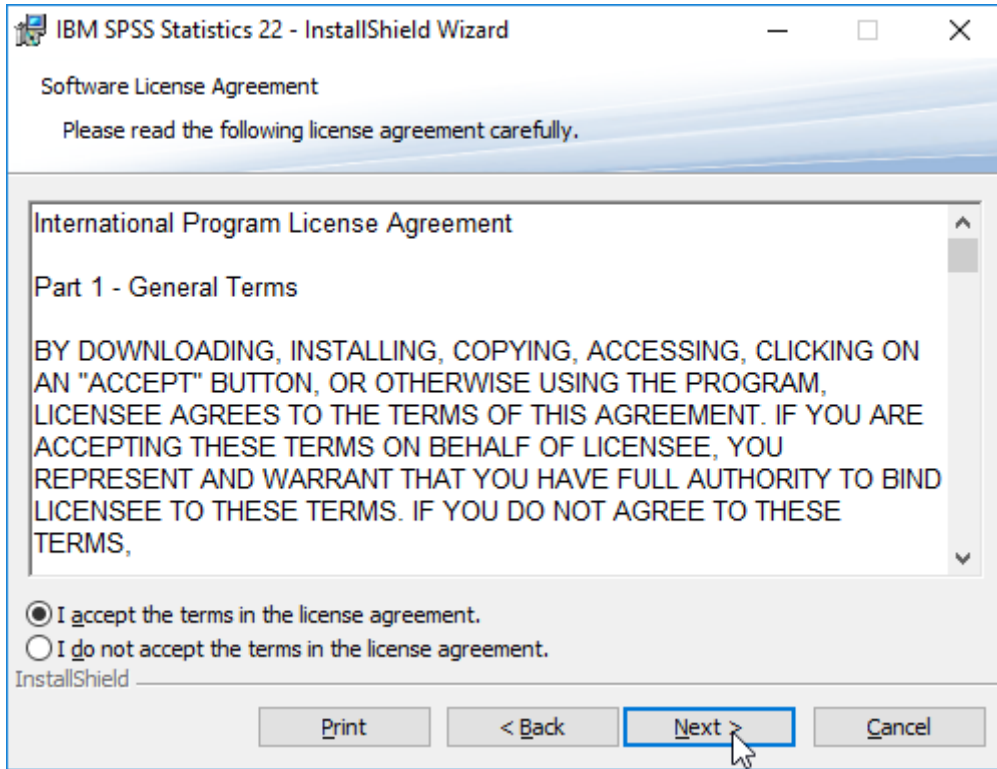 IBM SPSS Statistics 22 - InstallShield Wizard
Software License Agreement
Please read the following license agreement carefully.
International Program License Agreement
Part 1 - General Terms
BY DOWNLOADING, INSTALLING, COPYING, ACCESSING, CLICKING ON
AN "ACCEPT" BUTTON, OR OTHERWISE USING THE PROGRAM,
LICENSEE AGREES TO THE TERMS OF THIS AGREEMENT. IF YOU ARE
ACCEPTING THESE TERMS ON BEHALF OF LICENSEE, YOU
REPRESENT AND WARRANT THAT YOU HAVE FULL AUTHORITY TO BIND
LICENSEE TO THESE TERMS. IF YOU DO NOT AGREE TO THESE
TERMS,
I accept the terms in the license agreement.
I do not accept the terms in the license agreement.
InstallShield
Print < Back Next > Cancel